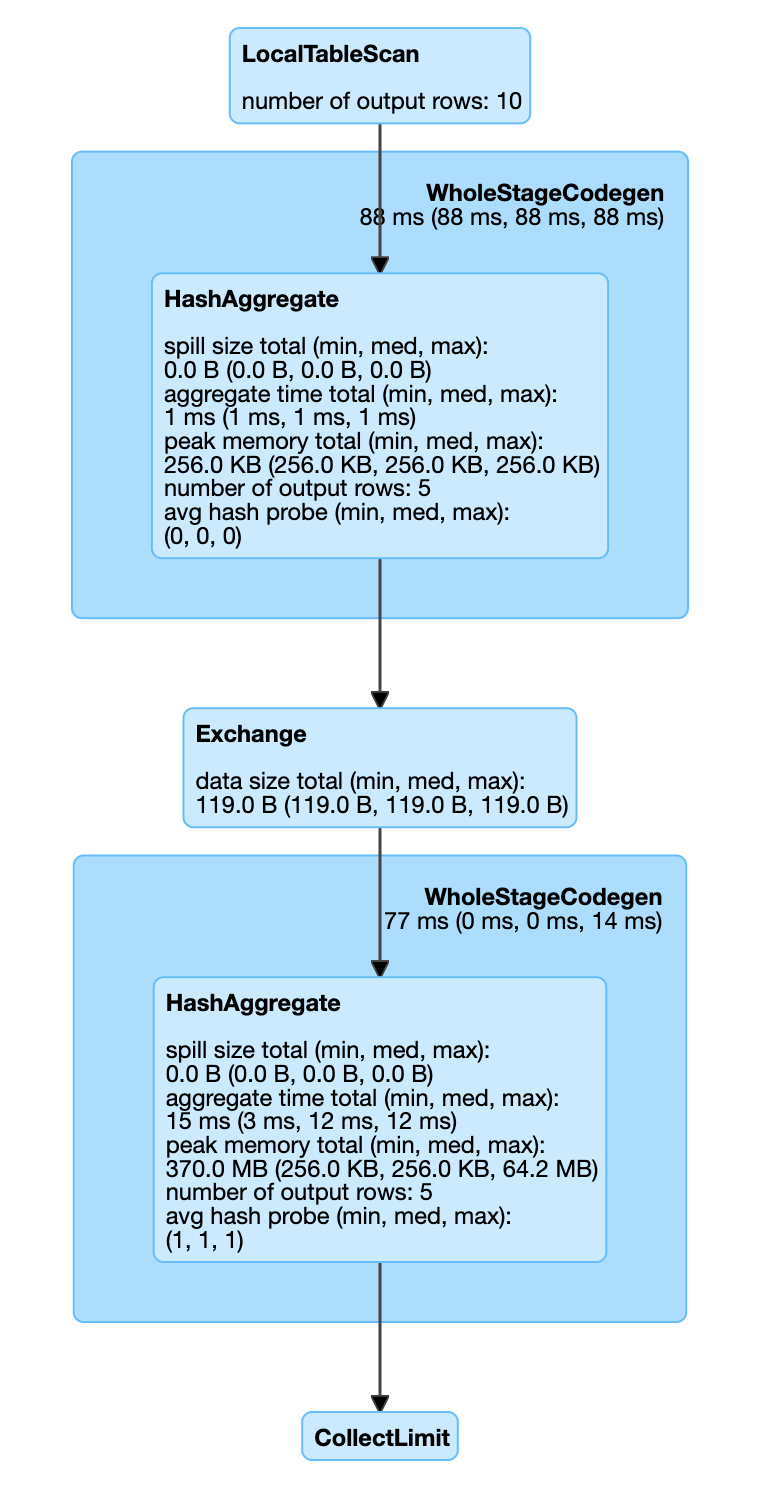 LocalTableScan
number of output rows: 10
WholeStageCodegen
88 ms (88 ms, 88 ms, 88 ms)
HashAggregate
spill size total (min, med, max):
0.0 B (0.0 B, 0.0 B, 0.0 B)
aggregate time total (min, med, max):
1 ms (1 ms, 1 ms, 1 ms)
peak memory total (min, med, max):
256.0 KB (256.0 KB, 256.0 KB, 256.0 KB)
number of output rows: 5
avg hash probe (min, med, max):
(0, 0, 0)
Exchange
data size total (min, med, max):
119.0 B (119.0 B, 119.0 B, 119.0 B)
WholeStageCodegen
77 ms (0 ms, 0 ms, 14 ms)
HashAggregate
spill size total (min, med, max):
0.0 B (0.0 B, 0.0 B, 0.0 B)
aggregate time total (min, med, max):
15 ms (3 ms, 12 ms, 12 ms)
peak memory total (min, med, max):
370.0 MB (256.0 KB, 256.0 KB, 64.2 MB)
number of output rows: 5
avg hash probe (min, med, max):
(1, 1, 1)
CollectLimit